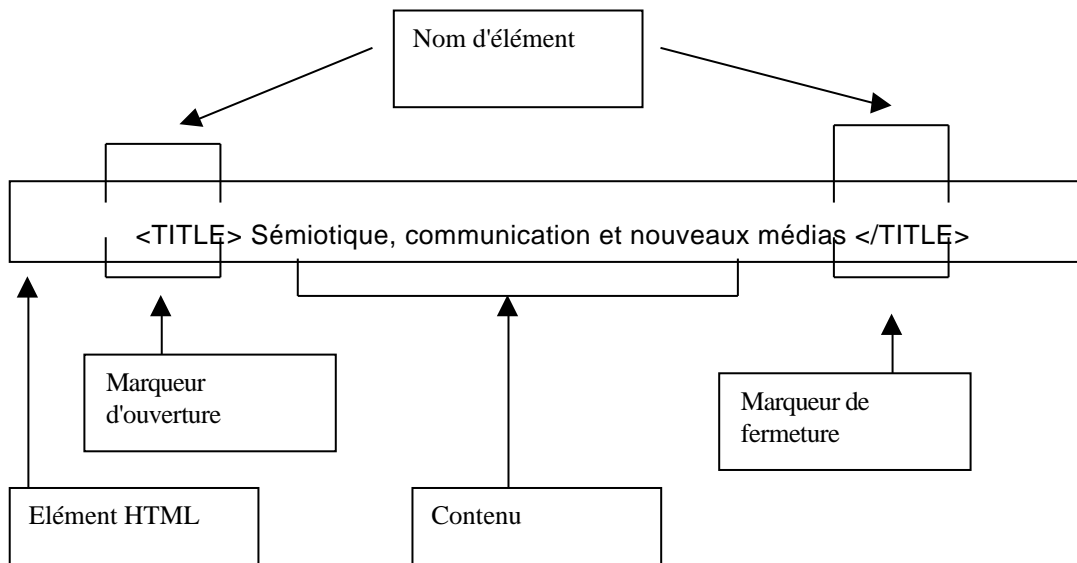 Nom d'élément
<TITLE> Sémiotique, communication et nouveaux médias </TITLE>
Marqueur
d'ouverture
Marqueur de
fermeture
Elément HTML
Contenu